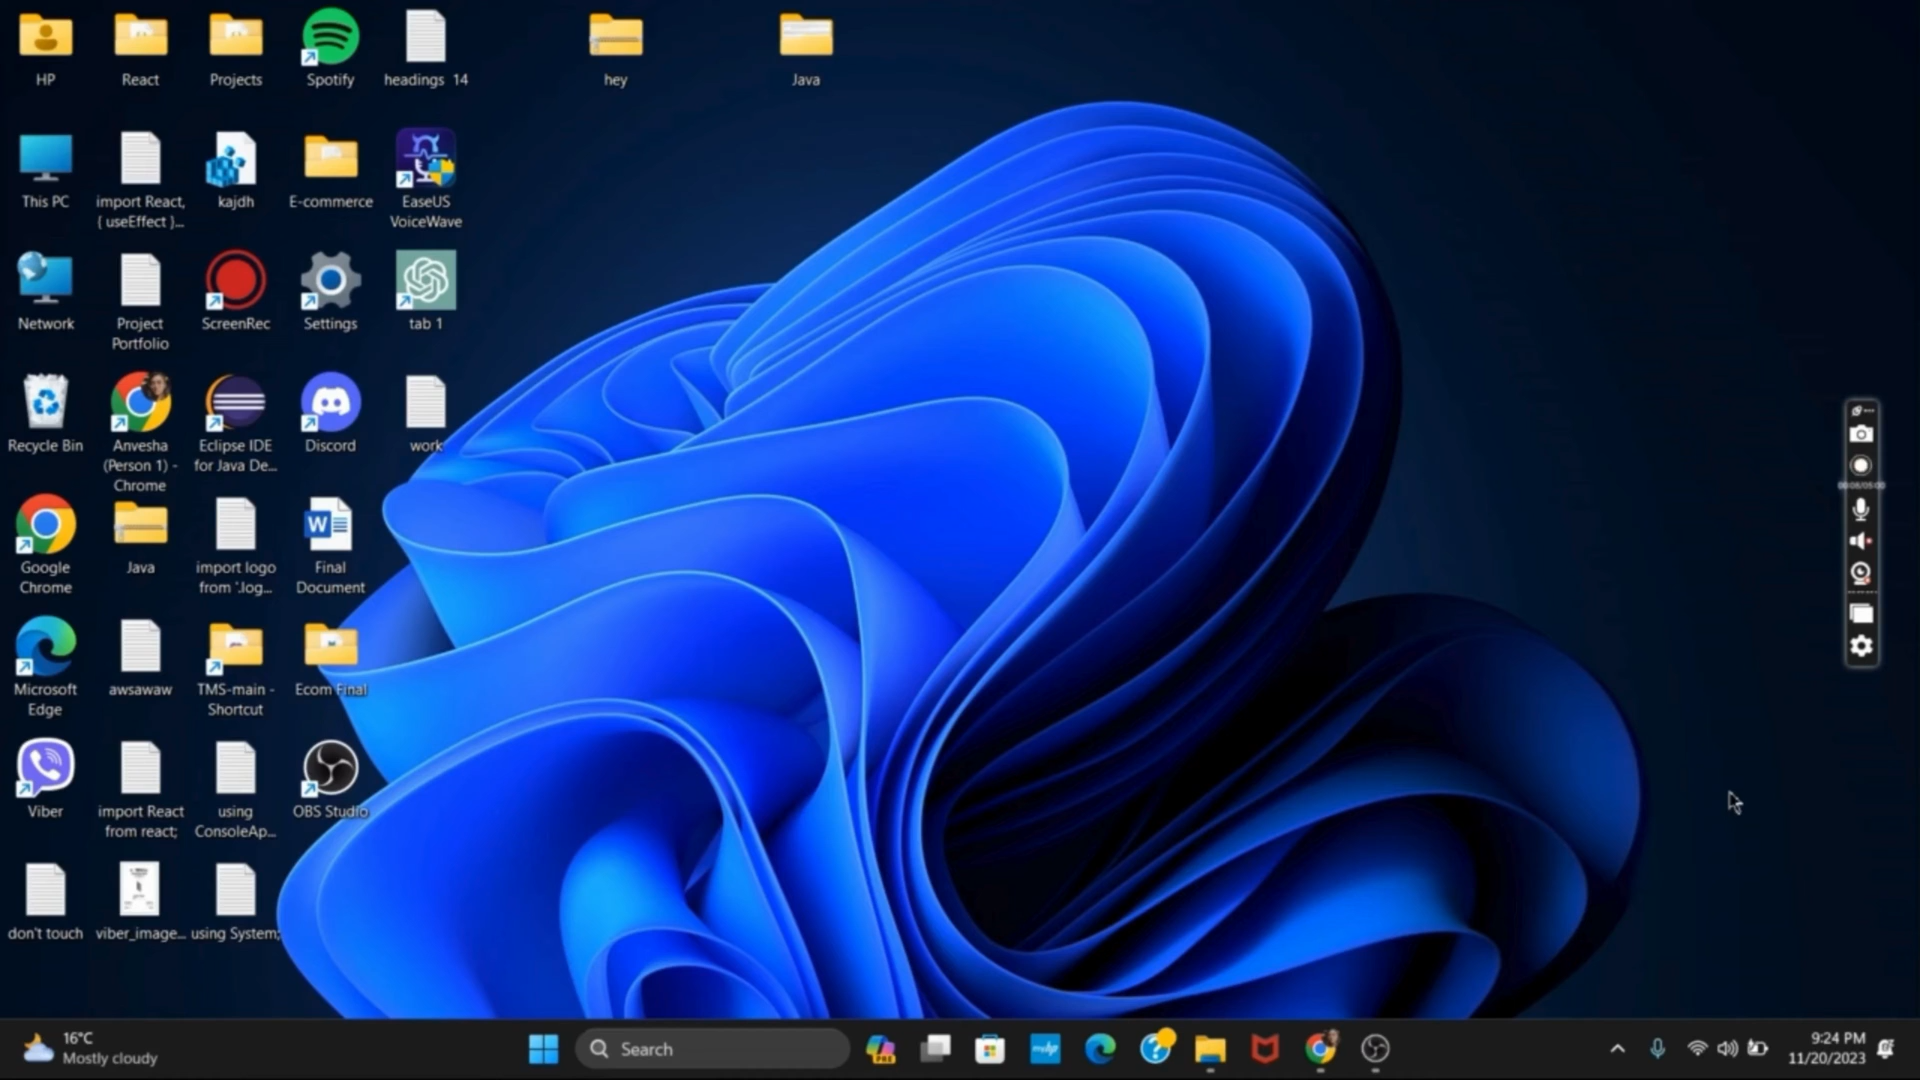 HP
React
Projects
Spotify
headings 14
hey
Java
This PC
import React,
{ useEffect }...
kajdh
E-commerce
EaseUS
VoiceWave
Network
Project
Portfolio
ScreenRec
Settings
tab 1
Recycle Bin
Anvesha
(Person 1) -
Chrome
Eclipse IDE
for Java De...
Discord
work
Google
Chrome
Java
import logo
from '.log...
W
Final
Document
Microsoft
Edge
awsawaw
TMS-main -
Shortcut
Ecom Final
Viber
import React
from react;
using
ConsoleAp...
OBS Studio
don't touch
viber_image...
using System;
16°C
Mostly cloudy
Search
PRE
myhp
9:24 PM
11/20/2023